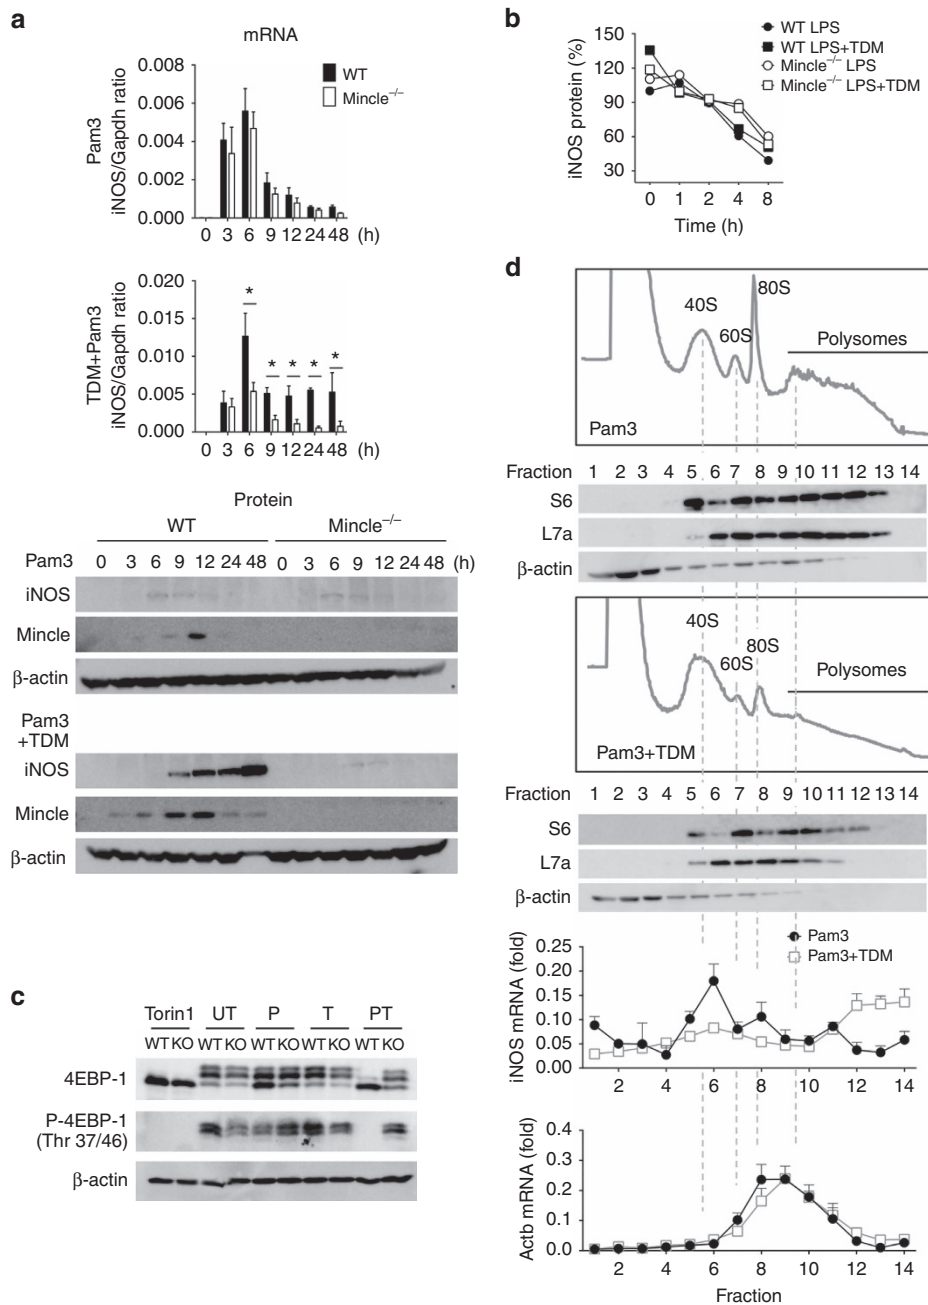 a
mRNA
Pam3
iNOS/Gapdh ratio
0.008
0.006
0.004
0.002
0.000
WT
Mincle–/–
0 3 6 9 12 24 48 (h)
TDM+Pam3
iNOS/Gapdh ratio
0.020
0.015
0.010
0.005
0.000
* * * * *
0 3 6 9 12 24 48 (h)
Protein
WT Mincle–/–
Pam3 0 3 6 9 12 24 48 0 3 6 9 12 24 48 (h)
iNOS
Mincle
β-actin
Pam3
+TDM
iNOS
Mincle
β-actin
b
iNOS protein (%)
150
120
90
60
30
0 1 2 4 8
Time (h)
WT LPS
WT LPS+TDM
Mincle–/– LPS
Mincle–/– LPS+TDM
c
Torin1 UT P T PT
WT KO WT KO WT KO WT KO WT KO
4EBP-1
P-4EBP-1
(Thr 37/46)
β-actin
d
40S
60S
80S
Polysomes
Pam3
Fraction 1 2 3 4 5 6 7 8 9 10 11 12 13 14
S6
L7a
β-actin
40S
60S
80S
Polysomes
Pam3+TDM
Fraction 1 2 3 4 5 6 7 8 9 10 11 12 13 14
S6
L7a
β-actin
iNOS mRNA (fold)
0.25
0.20
0.15
0.10
0.05
0.00
Pam3
Pam3+TDM
2 4 6 8 10 12 14
Actb mRNA (fold)
0.4
0.3
0.2
0.1
0.0
2 4 6 8 10 12 14
Fraction